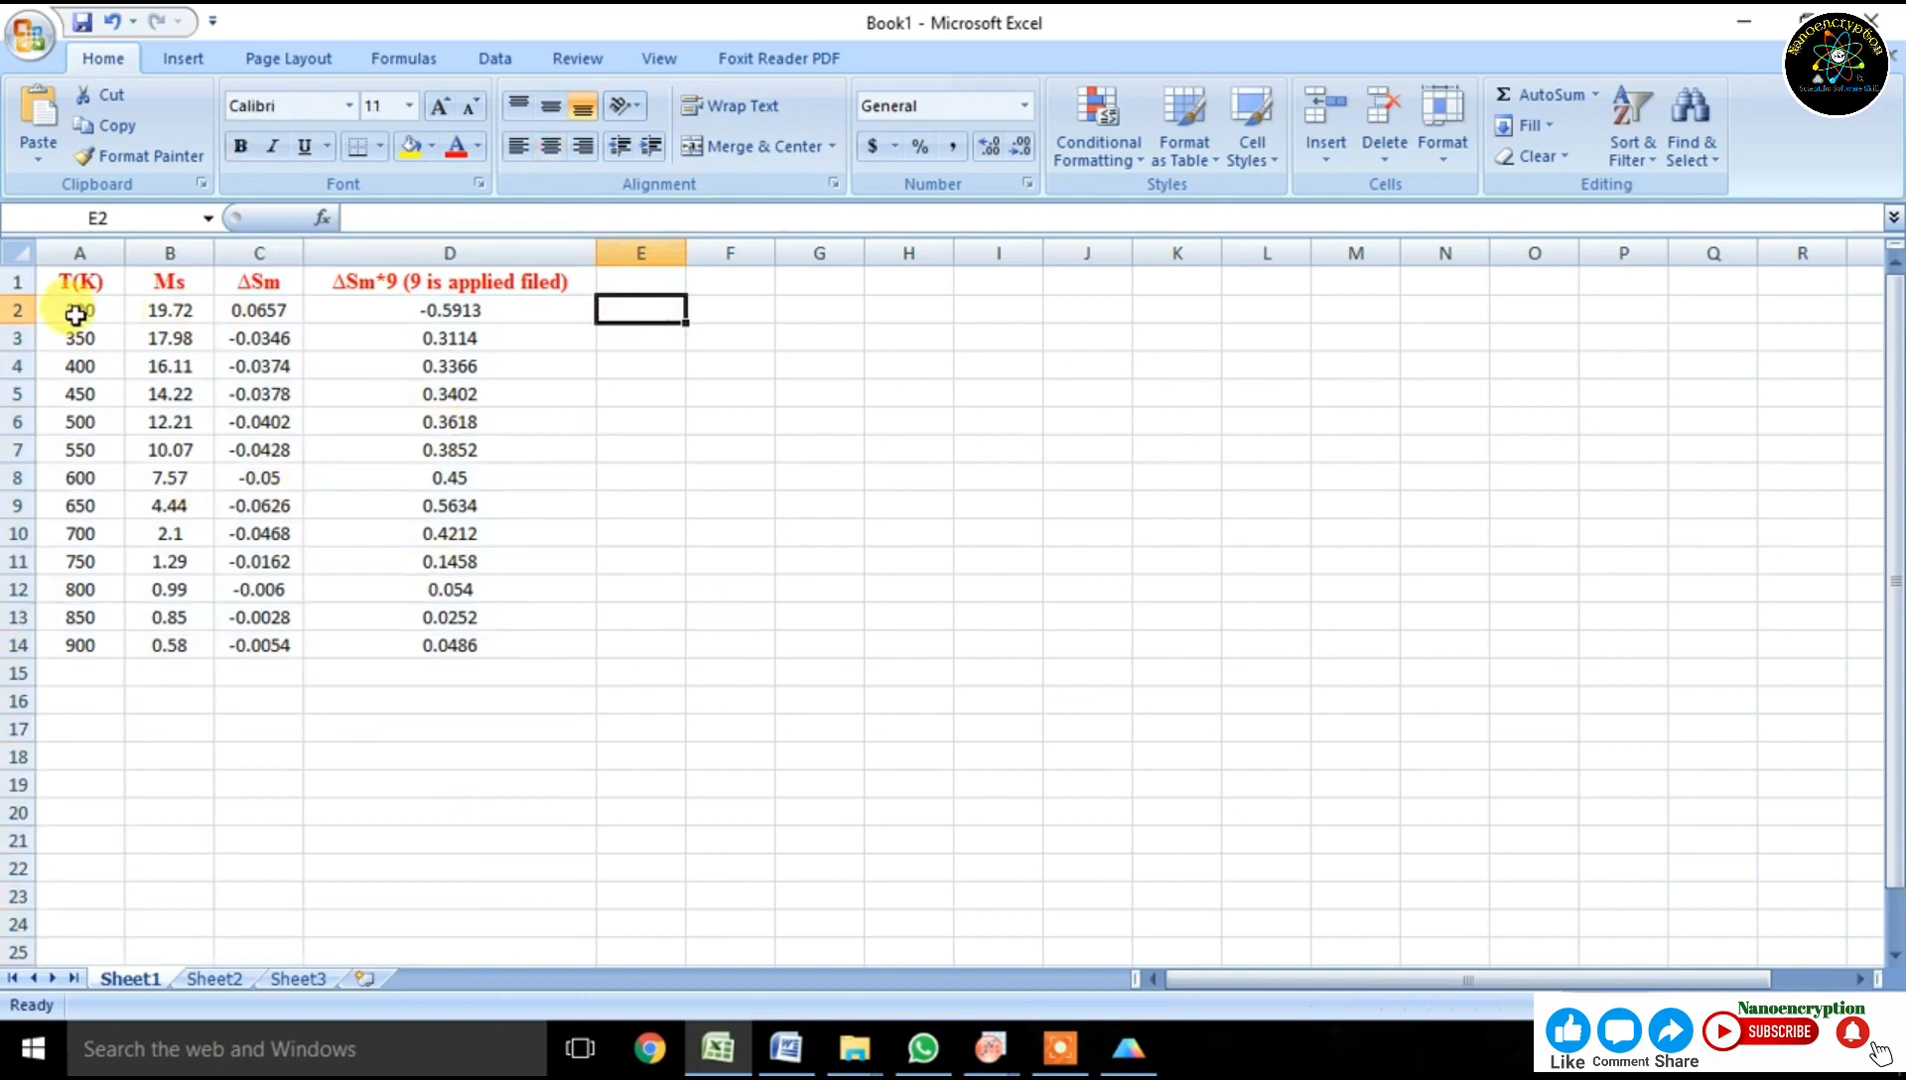 Book1 - Microsoft Excel
Nanoencryption
Home Insert Page Layout Formulas Data Review View Foxit Reader PDF
Paste
Cut
Copy
Format Painter
Clipboard
Calibri 11
B I U
Font
Wrap Text
Merge & Center
Alignment
General
$ % ,
Number
Conditional Formatting
Format as Table
Cell Styles
Styles
Insert Delete Format
Cells
Σ AutoSum
Fill
Clear
Sort & Filter
Find & Select
Editing
E2 fx
A B C D E F G H I J K L M N O P Q R
1 T(K) Ms ΔSm ΔSm*9 (9 is applied filed)
2 19.72 0.0657 -0.5913
3 350 17.98 -0.0346 0.3114
4 400 16.11 -0.0374 0.3366
5 450 14.22 -0.0378 0.3402
6 500 12.21 -0.0402 0.3618
7 550 10.07 -0.0428 0.3852
8 600 7.57 -0.05 0.45
9 650 4.44 -0.0626 0.5634
10 700 2.1 -0.0468 0.4212
11 750 1.29 -0.0162 0.1458
12 800 0.99 -0.006 0.054
13 850 0.85 -0.0028 0.0252
14 900 0.58 -0.0054 0.0486
15
16
17
18
19
20
21
22
23
24
25
Sheet1 Sheet2 Sheet3
Ready
Nanoencryption
SUBSCRIBE
Like Comment Share
Search the web and Windows